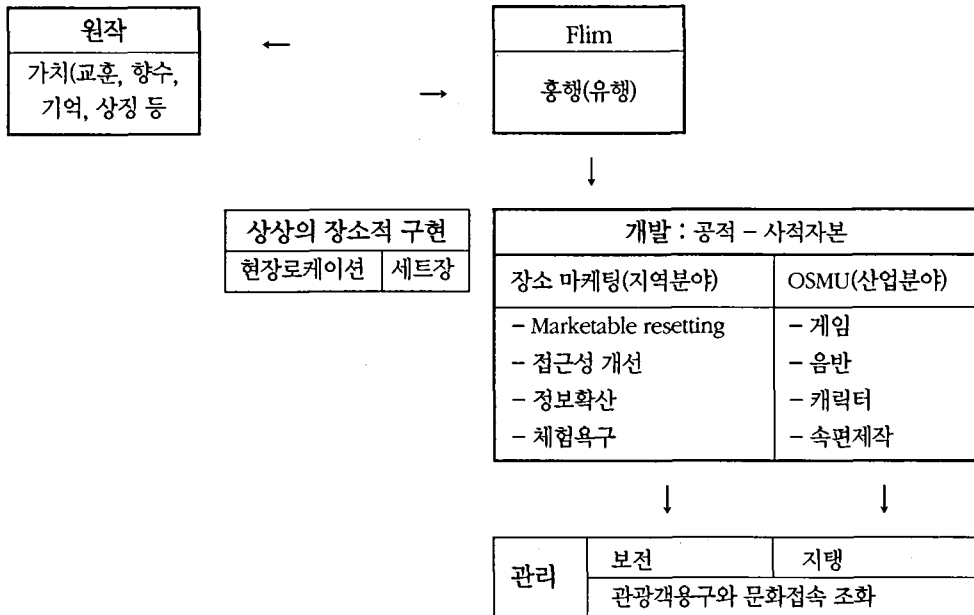 원작
가치(교훈, 향수,
기억, 상징 등
←
→
Flim
흥행(유행)
↓
상상의 장소적 구현
현장로케이션 세트장
개발 : 공적 – 사적자본
장소 마케팅(지역분야) OSMU(산업분야)
– Marketable resetting – 게임
– 접근성 개선 – 음반
– 정보확산 – 캐릭터
– 체험욕구 – 속편제작
↓ ↓
관리 보전 지탱
관광객용구와 문화접속 조화